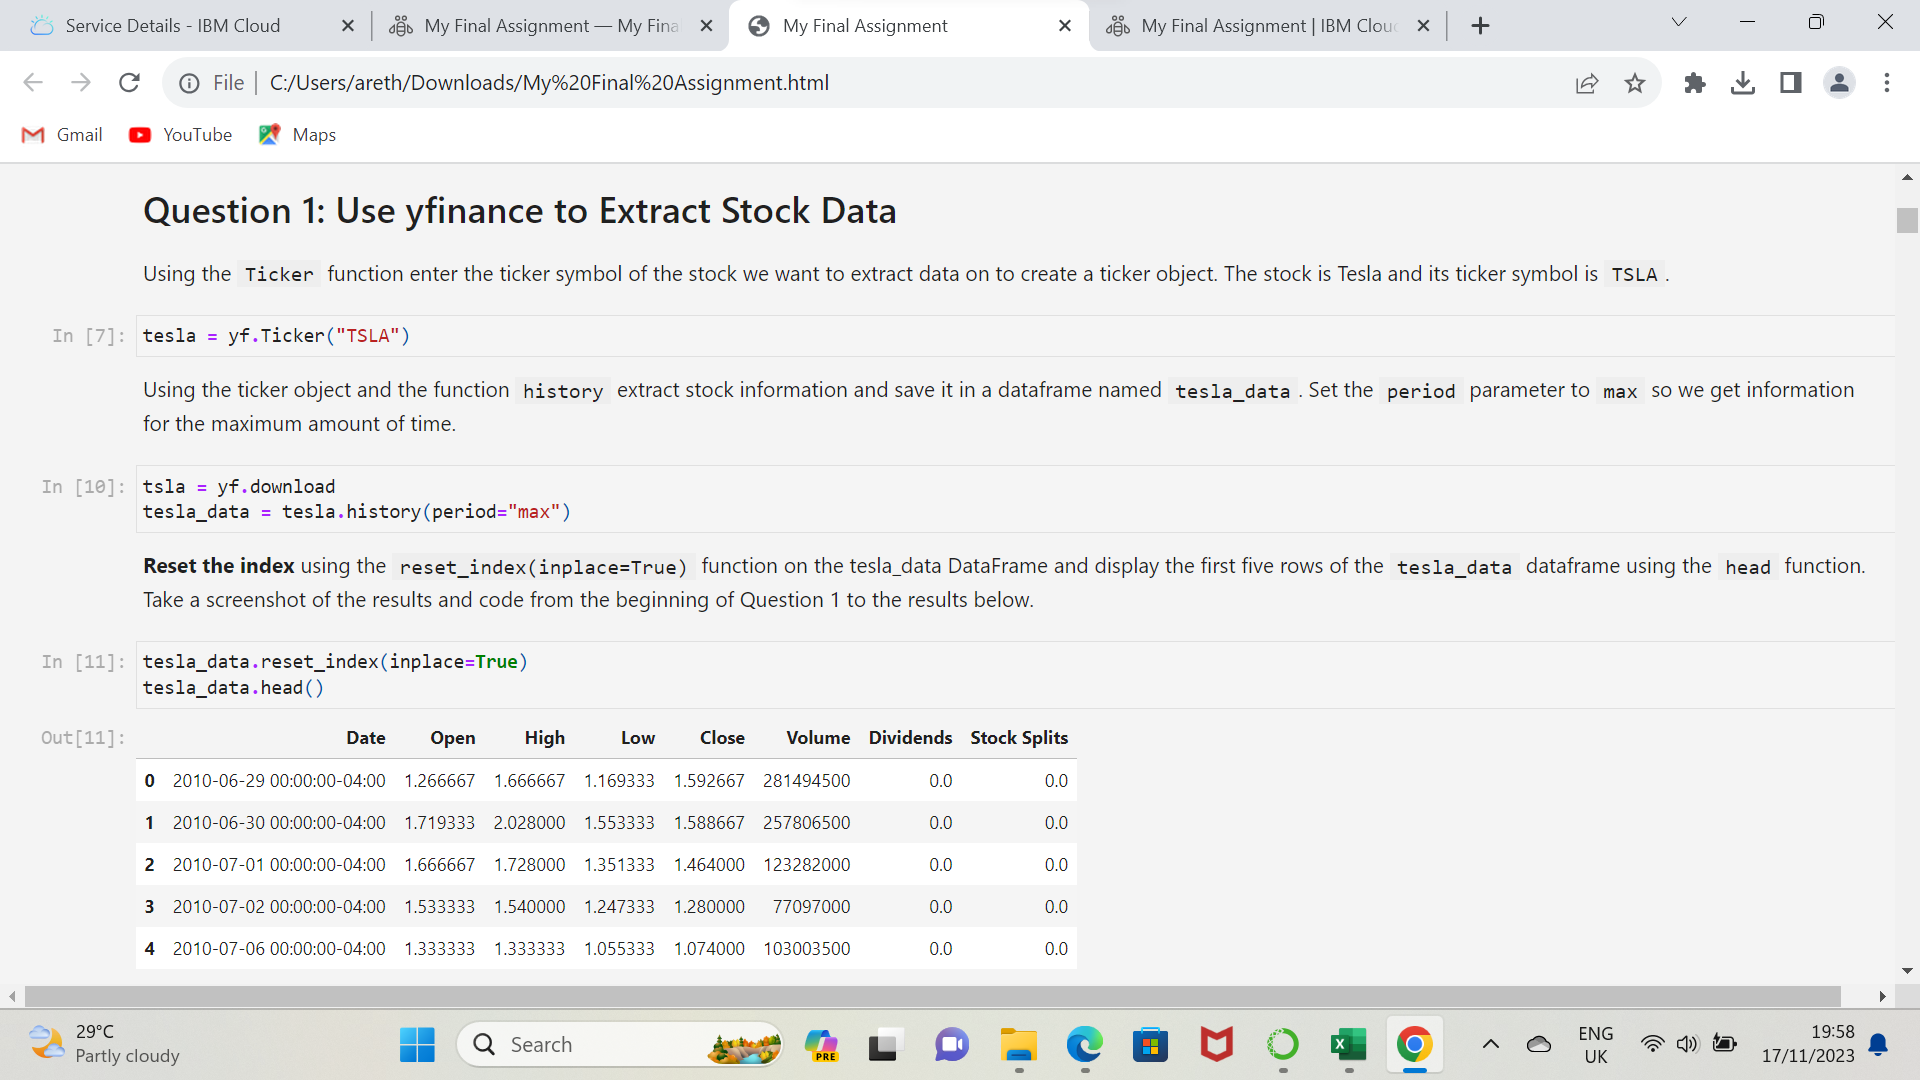 Service Details - IBM Cloud
My Final Assignment — My Fina
My Final Assignment
My Final Assignment | IBM Clou
File
C:/Users/areth/Downloads/My%20Final%20Assignment.html
Gmail
YouTube
Maps
Question 1: Use yfinance to Extract Stock Data
Using the Ticker function enter the ticker symbol of the stock we want to extract data on to create a ticker object. The stock is Tesla and its ticker symbol is TSLA .
In [7]: tesla = yf.Ticker("TSLA")
Using the ticker object and the function history extract stock information and save it in a dataframe named tesla_data . Set the period parameter to max so we get information
for the maximum amount of time.
In [10]: tsla = yf.download
tesla_data = tesla.history(period="max")
Reset the index using the reset_index(inplace=True) function on the tesla_data DataFrame and display the first five rows of the tesla_data dataframe using the head function.
Take a screenshot of the results and code from the beginning of Question 1 to the results below.
In [11]: tesla_data.reset_index(inplace=True)
tesla_data.head()
Out[11]: Date Open High Low Close Volume Dividends Stock Splits
0 2010-06-29 00:00:00-04:00 1.266667 1.666667 1.169333 1.592667 281494500 0.0 0.0
1 2010-06-30 00:00:00-04:00 1.719333 2.028000 1.553333 1.588667 257806500 0.0 0.0
2 2010-07-01 00:00:00-04:00 1.666667 1.728000 1.351333 1.464000 123282000 0.0 0.0
3 2010-07-02 00:00:00-04:00 1.533333 1.540000 1.247333 1.280000 77097000 0.0 0.0
4 2010-07-06 00:00:00-04:00 1.333333 1.333333 1.055333 1.074000 103003500 0.0 0.0
29°C
Partly cloudy
Search
PRE
ENG
UK
19:58
17/11/2023